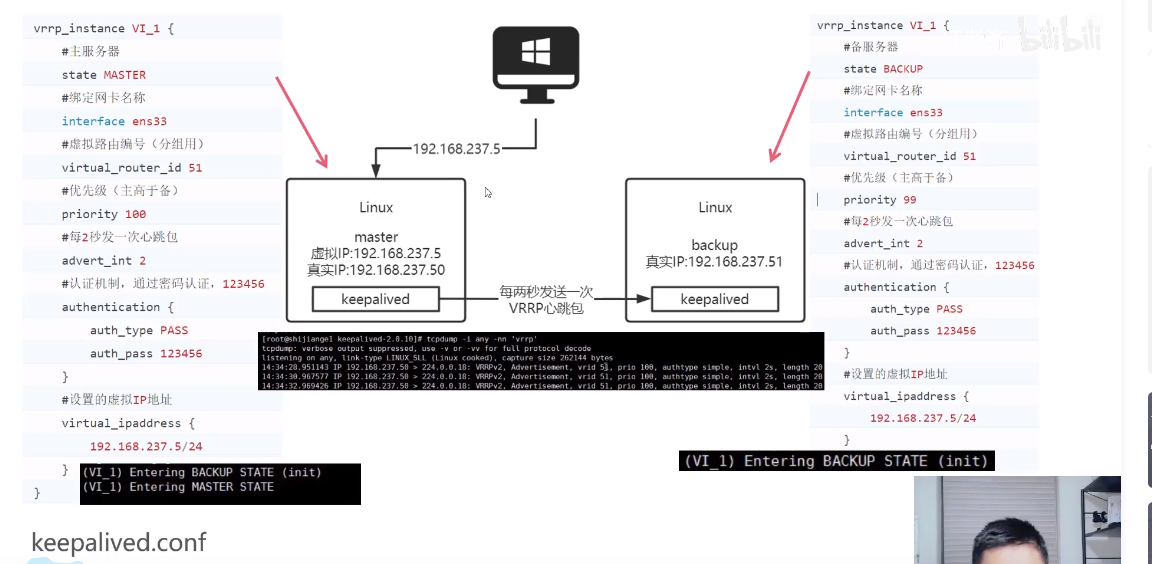 vrrp_instance VI_1 {
#主服务器
state MASTER
#绑定网卡名称
interface ens33
#虚拟路由编号（分组用）
virtual_router_id 51
#优先级（主高于备）
priority 100
#每2秒发一次心跳包
advert_int 2
#认证机制，通过密码认证，123456
authentication {
auth_type PASS
auth_pass 123456
}
#设置的虚拟IP地址
virtual_ipaddress {
192.168.237.5/24
}
}
(VI_1) Entering BACKUP STATE (init)
(VI_1) Entering MASTER STATE
keepalived.conf
192.168.237.5
Linux
master
虚拟IP:192.168.237.5
真实IP:192.168.237.50
keepalived
每两秒发送一次
VRRP心跳包
Linux
backup
真实IP:192.168.237.51
keepalived
[root@shijiange1 keepalived-2.0.10]# tcpdump -i any -nn 'vrrp'
tcpdump: verbose output suppressed, use -v or -vv for full protocol decode
listening on any, link-type LINUX_SLL (Linux cooked), capture size 262144 bytes
14:34:28.951143 IP 192.168.237.50 > 224.0.0.18: VRRPv2, Advertisement, vrid 51, prio 100, authtype simple, intvl 2s, length 20
14:34:30.967577 IP 192.168.237.50 > 224.0.0.18: VRRPv2, Advertisement, vrid 51, prio 100, authtype simple, intvl 2s, length 20
14:34:32.969426 IP 192.168.237.50 > 224.0.0.18: VRRPv2, Advertisement, vrid 51, prio 100, authtype simple, intvl 2s, length 20
vrrp_instance VI_1 {
#备服务器
state BACKUP
#绑定网卡名称
interface ens33
#虚拟路由编号（分组用）
virtual_router_id 51
#优先级（主高于备）
priority 99
#每2秒发一次心跳包
advert_int 2
#认证机制，通过密码认证，123456
authentication {
auth_type PASS
auth_pass 123456
}
#设置的虚拟IP地址
virtual_ipaddress {
192.168.237.5/24
}
(VI_1) Entering BACKUP STATE (init)
bilibili